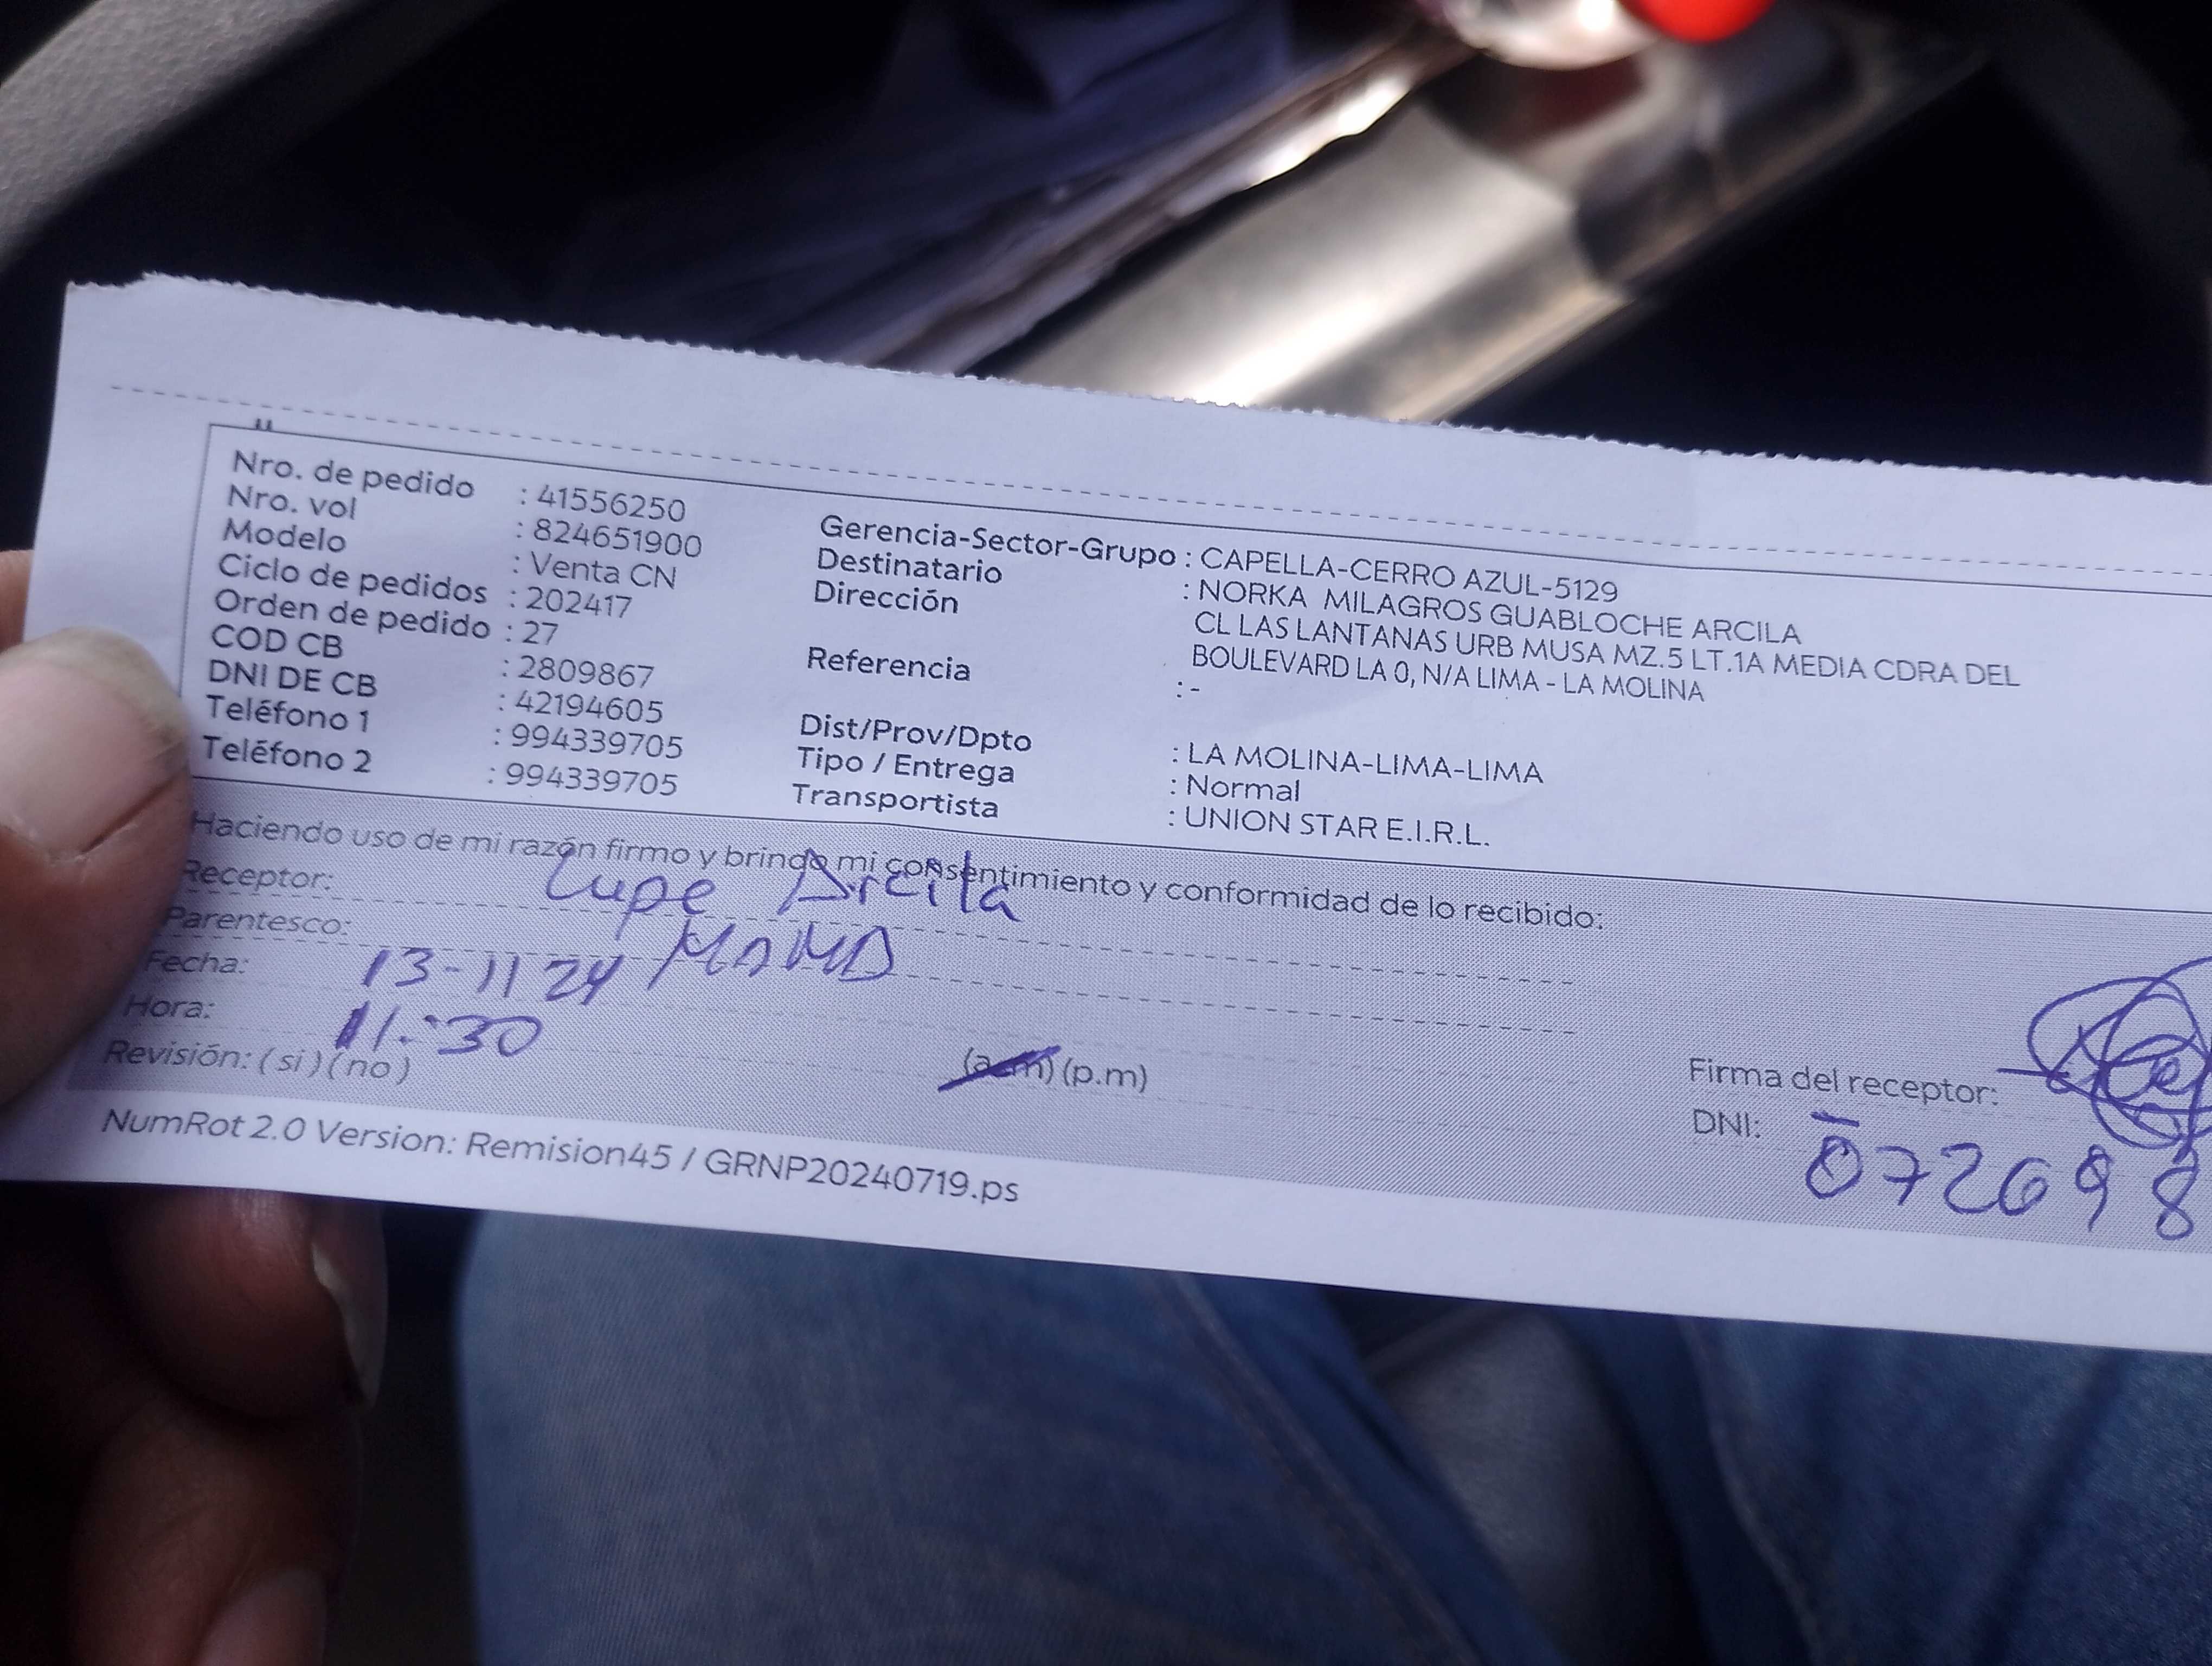 Nro. de pedido : 41556250
Nro. vol : 824651900
Modelo : Venta CN
Ciclo de pedidos : 202417
Orden de pedido : 27
COD CB : 2809867
DNI DE CB : 42194605
Teléfono 1 : 994339705
Teléfono 2 : 994339705
Gerencia-Sector-Grupo : CAPELLA-CERRO AZUL-5129
Destinatario : NORKA MILAGROS GUABLOCHE ARCILA
Dirección CL LAS LANTANAS URB MUSA MZ.5 LT.1A MEDIA CDRA DEL
BOULEVARD LA 0, N/A LIMA - LA MOLINA
Referencia : -
Dist/Prov/Dpto : LA MOLINA-LIMA-LIMA
Tipo / Entrega : Normal
Transportista : UNION STAR E.I.R.L.
Haciendo uso de mi razón firmo y brindo mi consentimiento y conformidad de lo recibido:
Receptor: Lupe Arcila
Parentesco: MAMA
Fecha: 13-11 24
Hora: 11:30 (a.m) (p.m)
Revisión: ( si ) ( no )
Firma del receptor:
DNI: 072698
NumRot 2.0 Version: Remision45 / GRNP20240719.ps